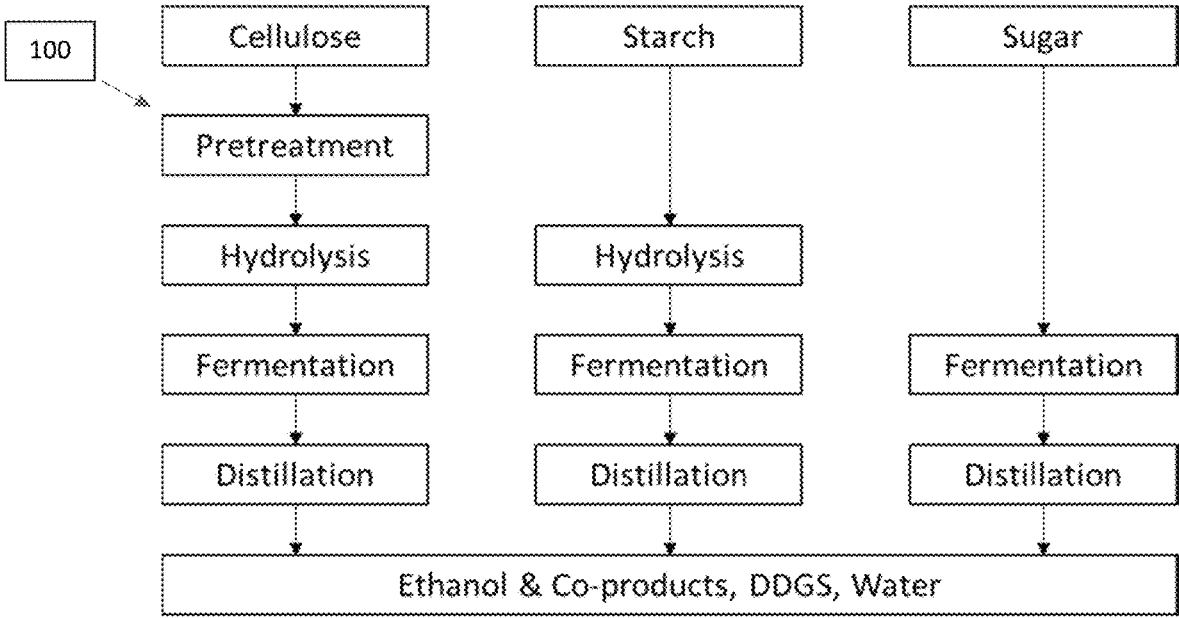 100
Cellulose
Starch
Sugar
Pretreatment
Hydrolysis
Hydrolysis
Fermentation
Fermentation
Fermentation
Distillation
Distillation
Distillation
Ethanol & Co-products, DDGS, Water